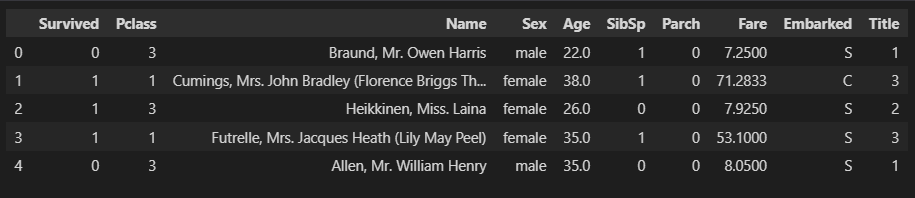 Survived Pclass Name Sex Age SibSp Parch Fare Embarked Title
0 0 3 Braund, Mr. Owen Harris male 22.0 1 0 7.2500 S 1
1 1 1 Cumings, Mrs. John Bradley (Florence Briggs Th... female 38.0 1 0 71.2833 C 3
2 1 3 Heikkinen, Miss. Laina female 26.0 0 0 7.9250 S 2
3 1 1 Futrelle, Mrs. Jacques Heath (Lily May Peel) female 35.0 1 0 53.1000 S 3
4 0 3 Allen, Mr. William Henry male 35.0 0 0 8.0500 S 1